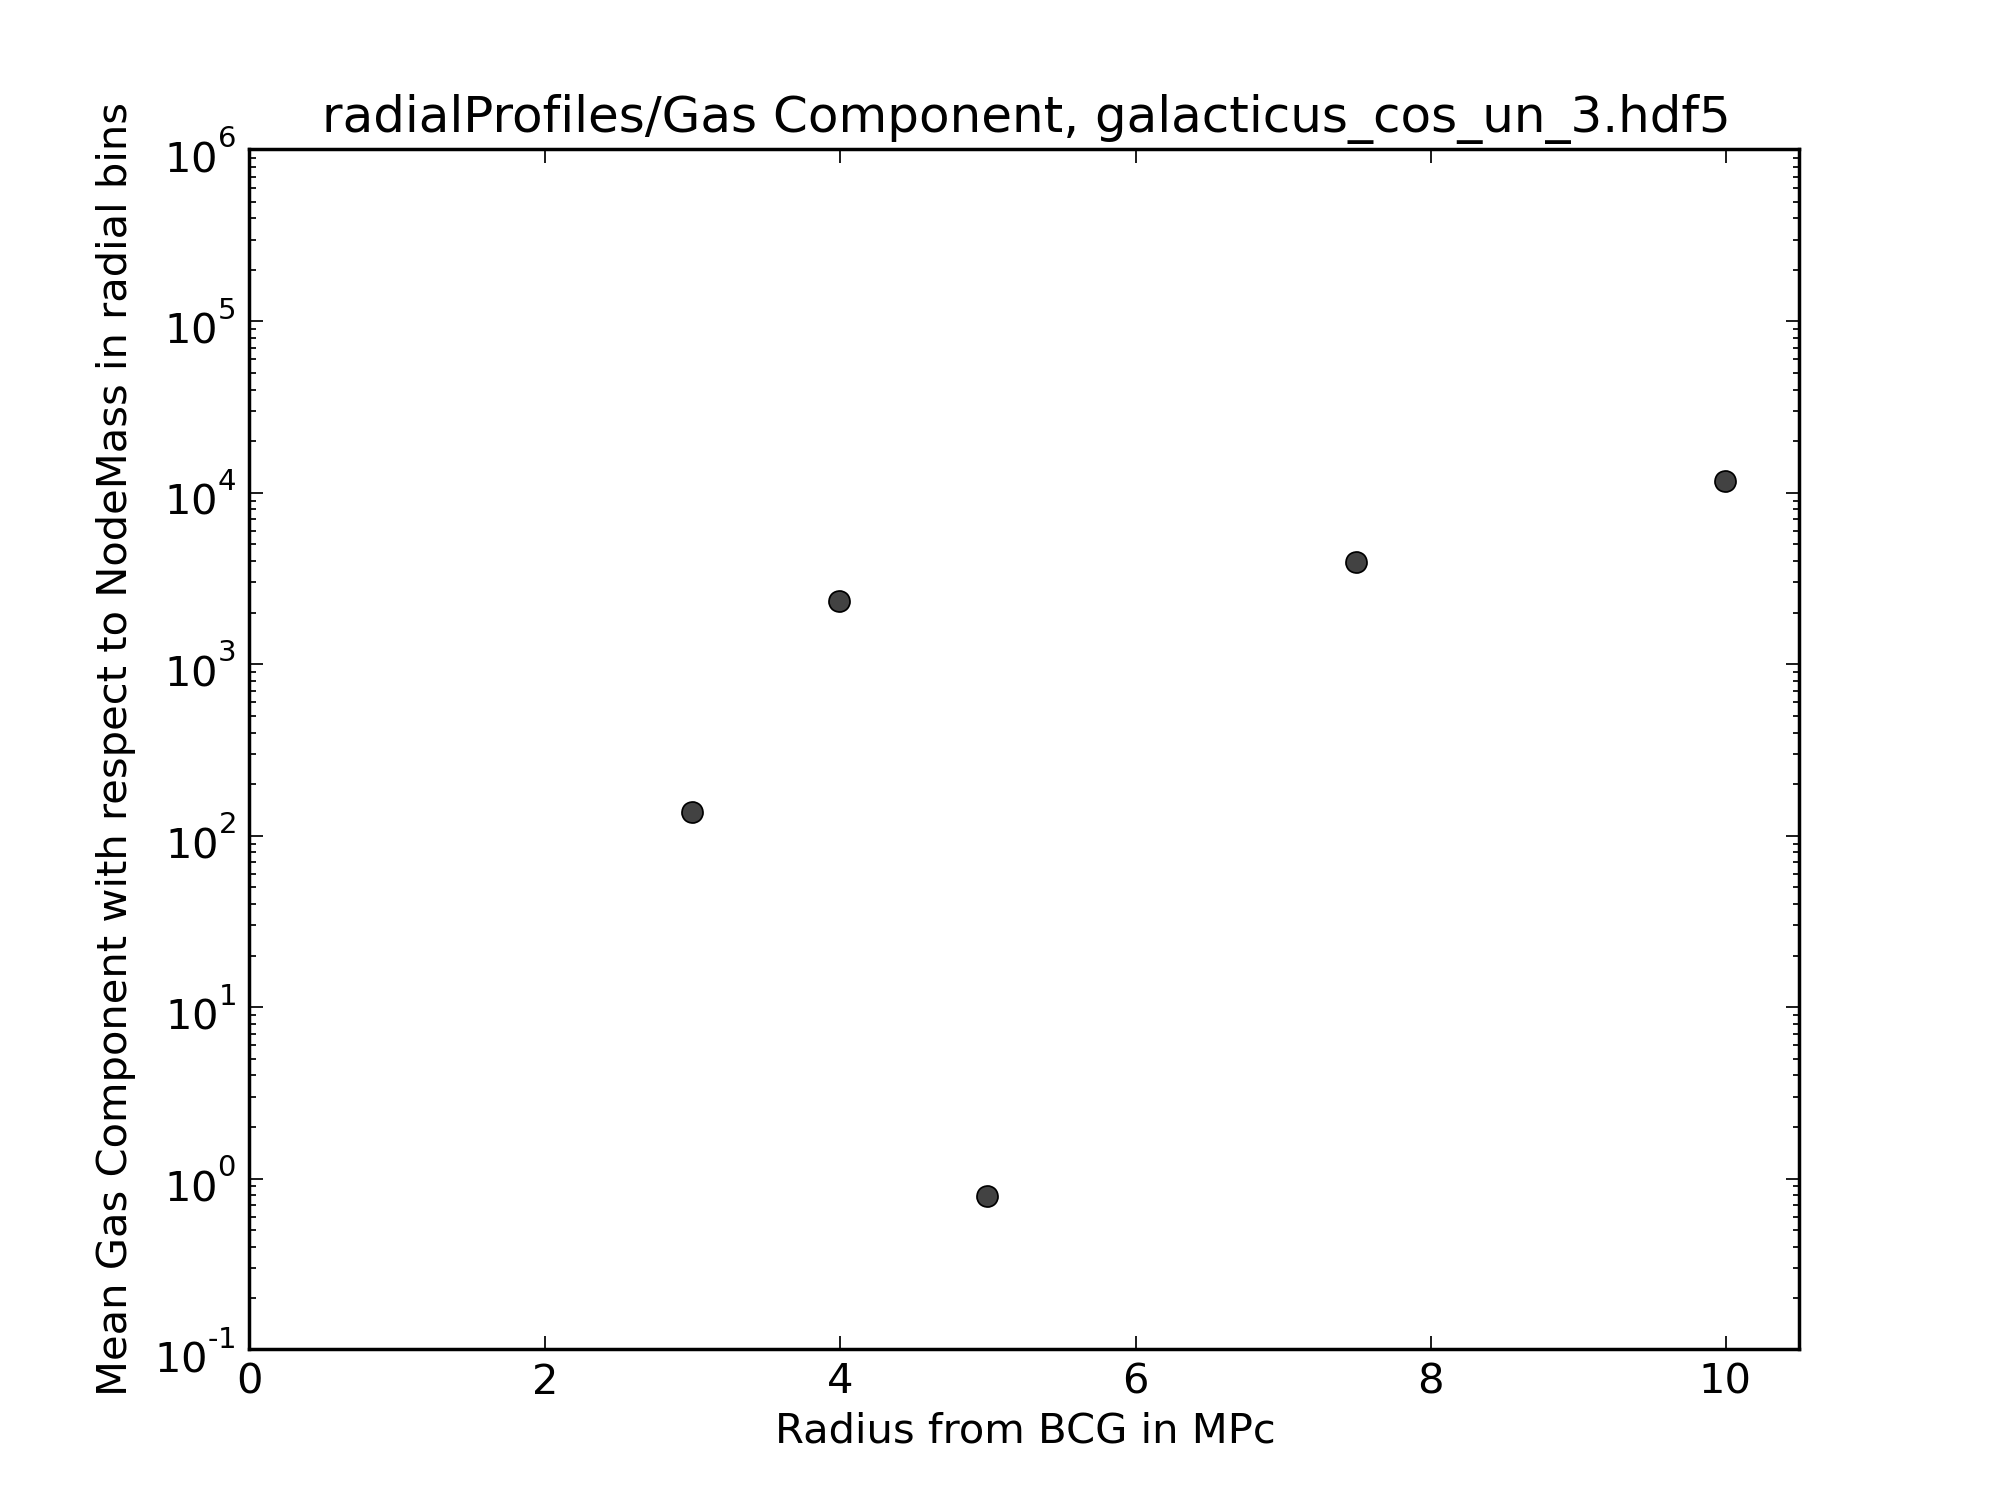 radialProfiles/Gas Component, galacticus_cos_un_3.hdf5
Mean Gas Component with respect to NodeMass in radial bins
10^6
10^5
10^4
10^3
10^2
10^1
10^0
10^-1
0 2 4 6 8 10
Radius from BCG in MPc